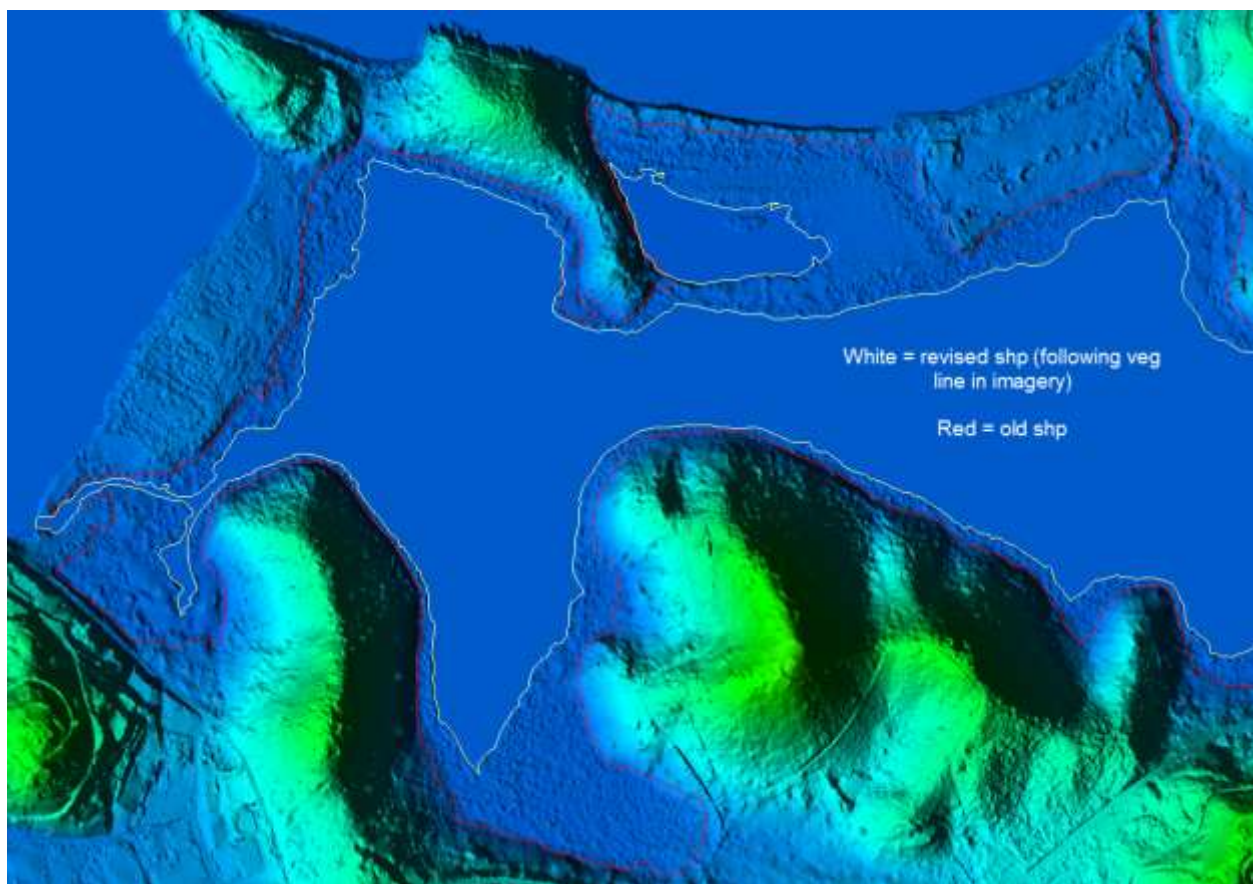 White = revised shp (following veg
line in imagery)
Red = old shp